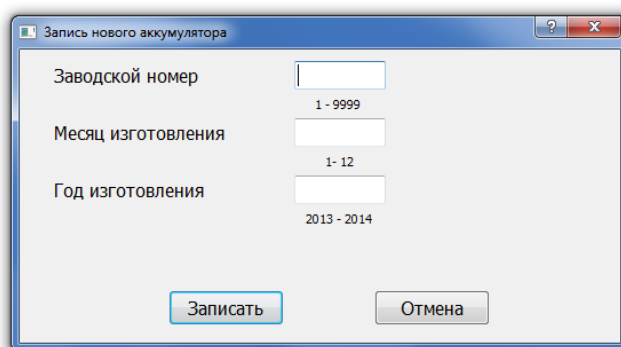 Запись нового аккумулятора
Заводской номер
1 - 9999
Месяц изготовления
1- 12
Год изготовления
2013 - 2014
Записать Отмена